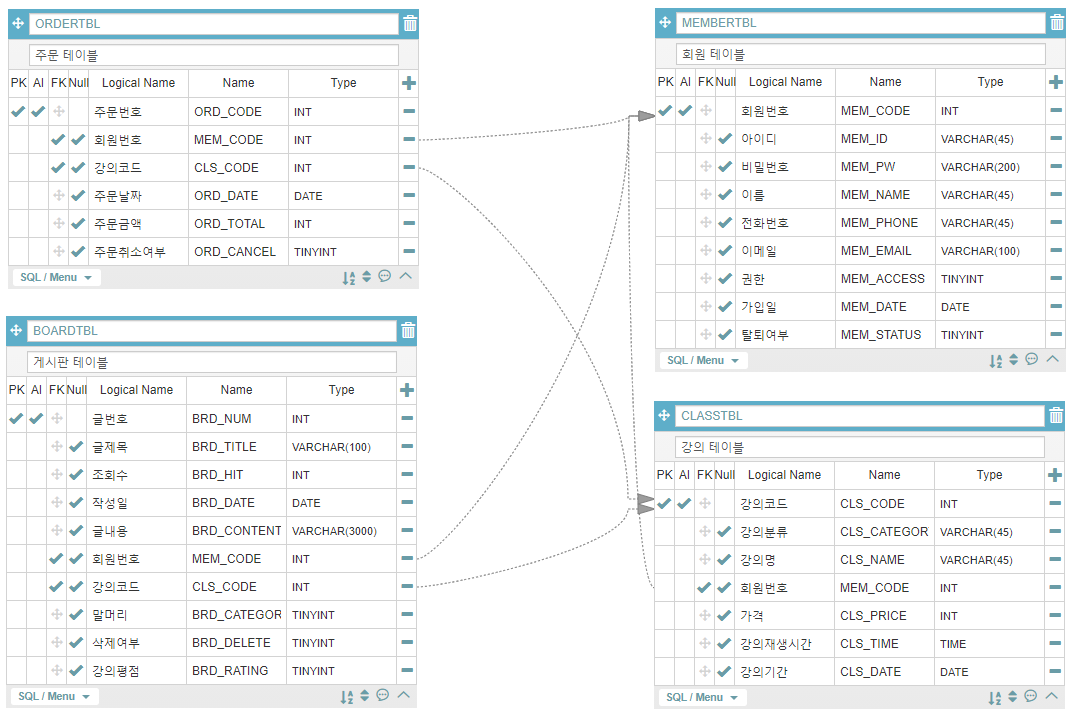 ORDERTBL
주문 테이블
PK AI FK Null Logical Name Name Type
주문번호 ORD_CODE INT
회원번호 MEM_CODE INT
강의코드 CLS_CODE INT
주문날짜 ORD_DATE DATE
주문금액 ORD_TOTAL INT
주문취소여부 ORD_CANCEL TINYINT
SQL / Menu
MEMBERTBL
회원 테이블
PK AI FK Null Logical Name Name Type
회원번호 MEM_CODE INT
아이디 MEM_ID VARCHAR(45)
비밀번호 MEM_PW VARCHAR(200)
이름 MEM_NAME VARCHAR(45)
전화번호 MEM_PHONE VARCHAR(45)
이메일 MEM_EMAIL VARCHAR(100)
권한 MEM_ACCESS TINYINT
가입일 MEM_DATE DATE
탈퇴여부 MEM_STATUS TINYINT
SQL / Menu
BOARDTBL
게시판 테이블
PK AI FK Null Logical Name Name Type
글번호 BRD_NUM INT
글제목 BRD_TITLE VARCHAR(100)
조회수 BRD_HIT INT
작성일 BRD_DATE DATE
글내용 BRD_CONTENT VARCHAR(3000)
회원번호 MEM_CODE INT
강의코드 CLS_CODE INT
말머리 BRD_CATEGOR TINYINT
삭제여부 BRD_DELETE TINYINT
강의평점 BRD_RATING TINYINT
SQL / Menu
CLASSTBL
강의 테이블
PK AI FK Null Logical Name Name Type
강의코드 CLS_CODE INT
강의분류 CLS_CATEGOR VARCHAR(45)
강의명 CLS_NAME VARCHAR(45)
회원번호 MEM_CODE INT
가격 CLS_PRICE INT
강의재생시간 CLS_TIME TIME
강의기간 CLS_DATE DATE
SQL / Menu